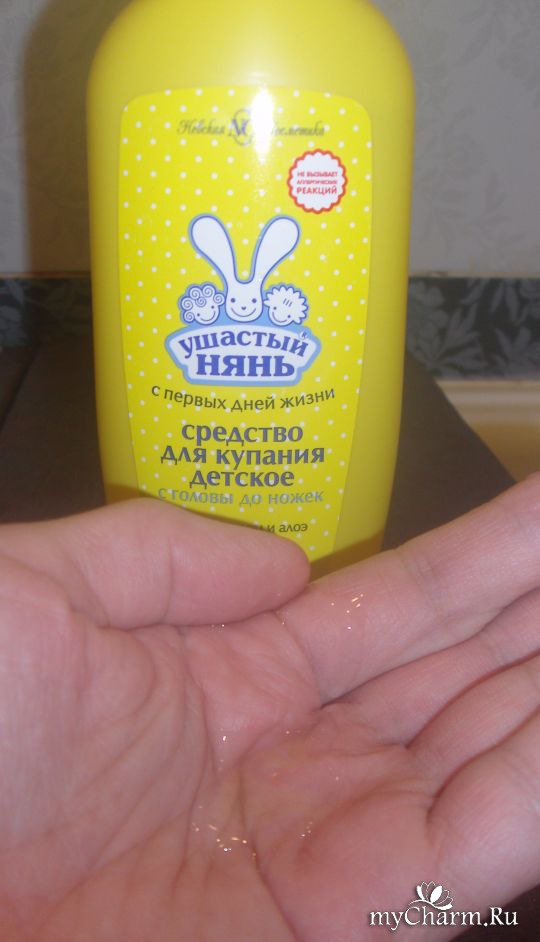 Невская NC Косметика
НЕ ВЫЗЫВАЕТ
АЛЛЕРГИЧЕСКИХ
РЕАКЦИЙ
УШАСТЫЙ
НЯНЬ
с первых дней жизни
средство
для купания
детское
с головы до ножек
и алоэ
myCharm.Ru